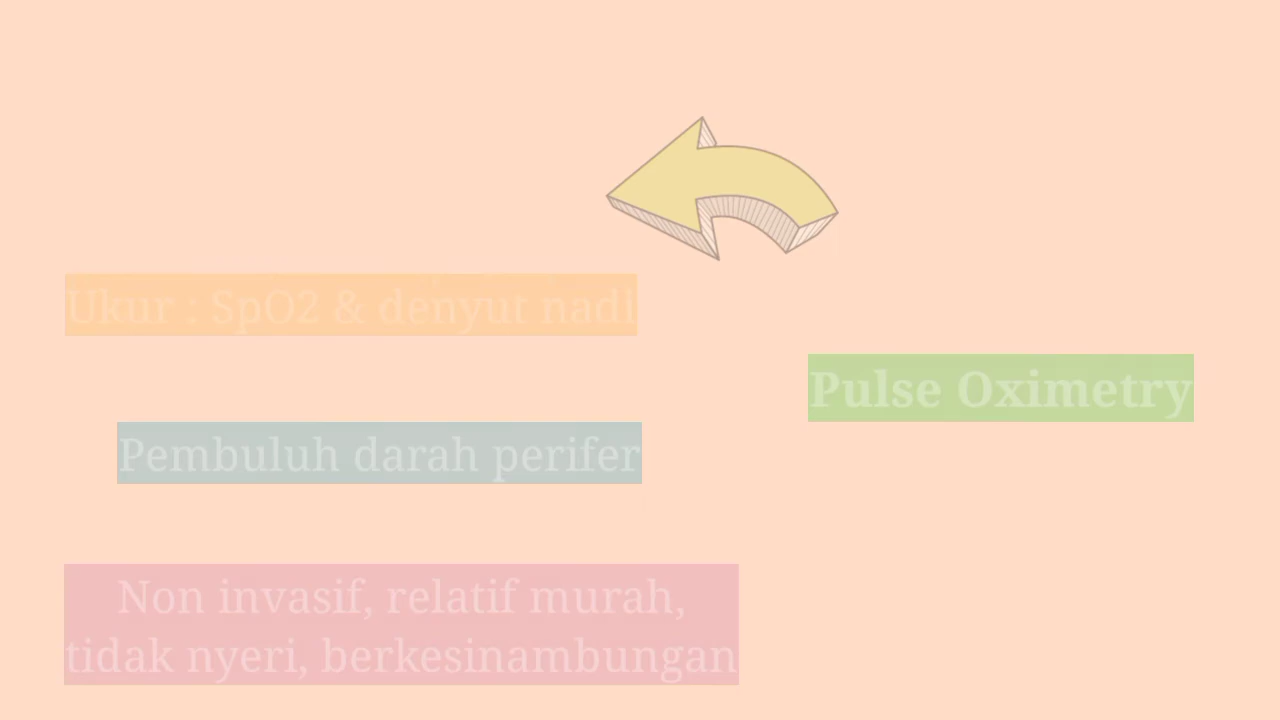 Ukur : SpO2 & denyut nadi
Pulse Oximetry
Pembuluh darah perifer
Non invasif, relatif murah,
tidak nyeri, berkesinambungan